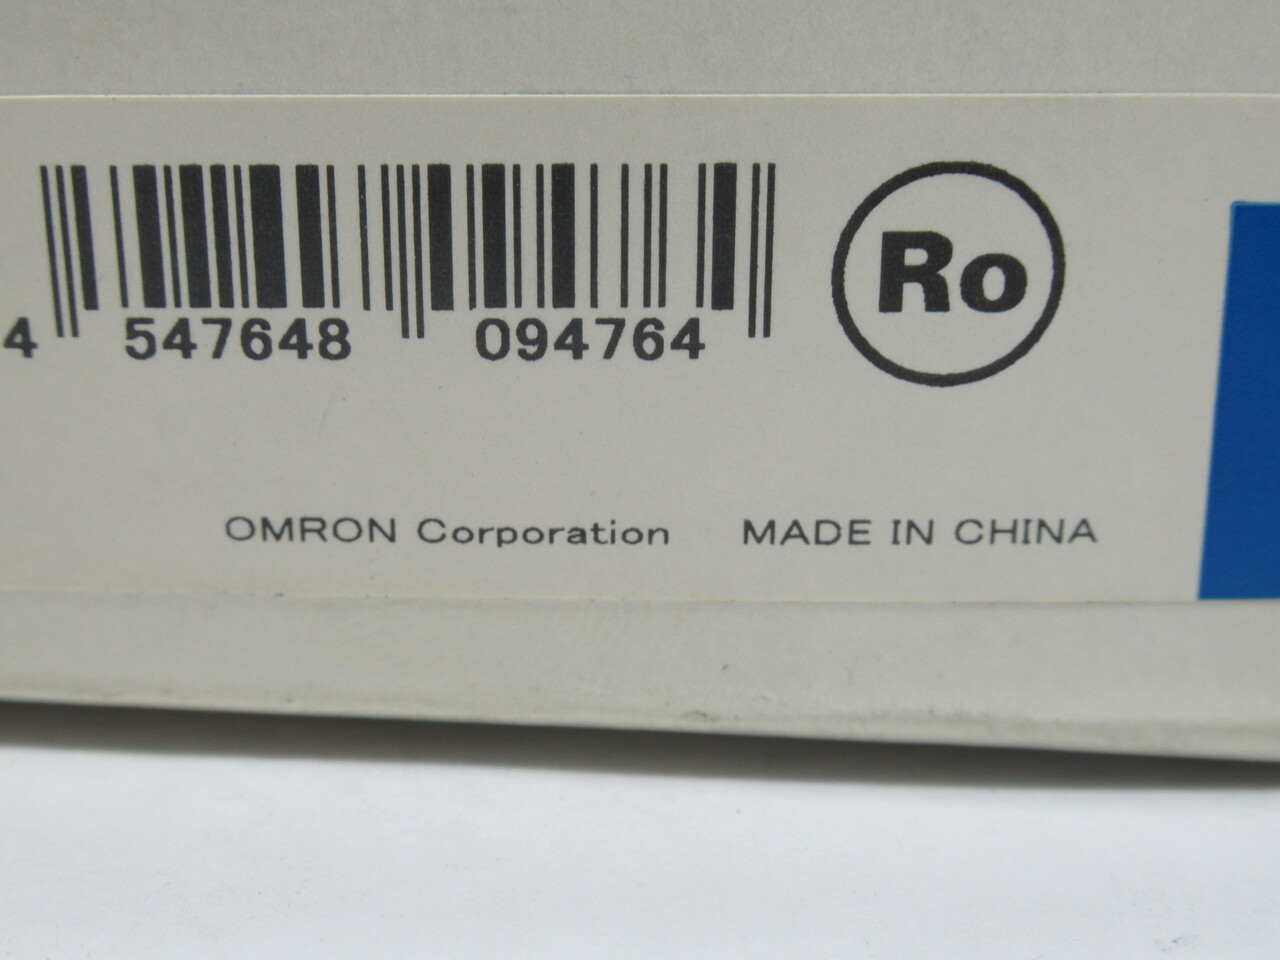 4 547648 094764
Ro
OMRON Corporation MADE IN CHINA